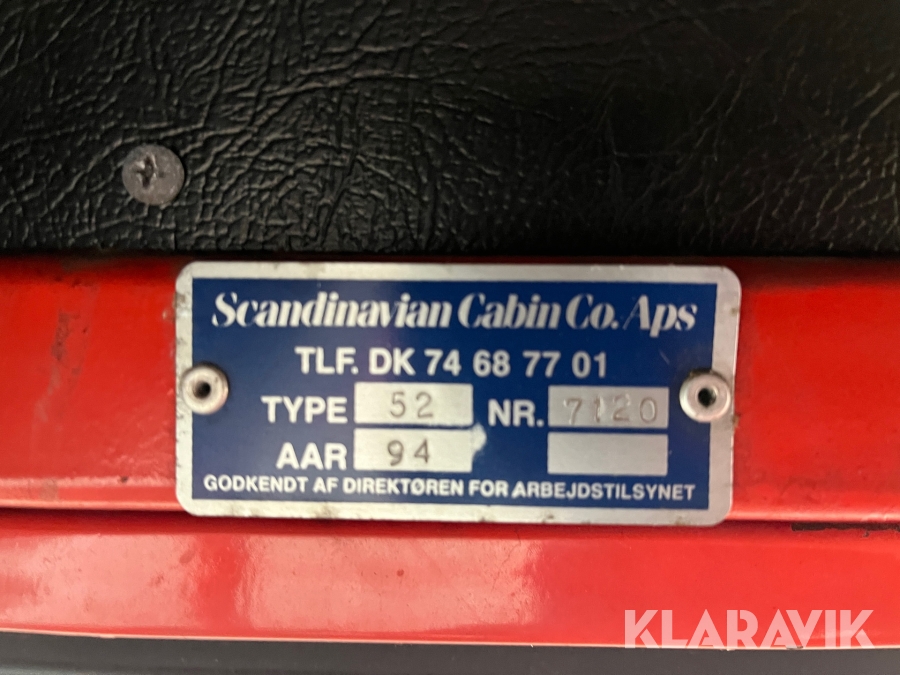 Scandinavian Cabin Co. Aps
TLF. DK 74 68 77 01
TYPE 52 NR. 7120
AAR 94
GODKENDT AF DIREKTØREN FOR ARBEJDSTILSYNET
KLARAVIK